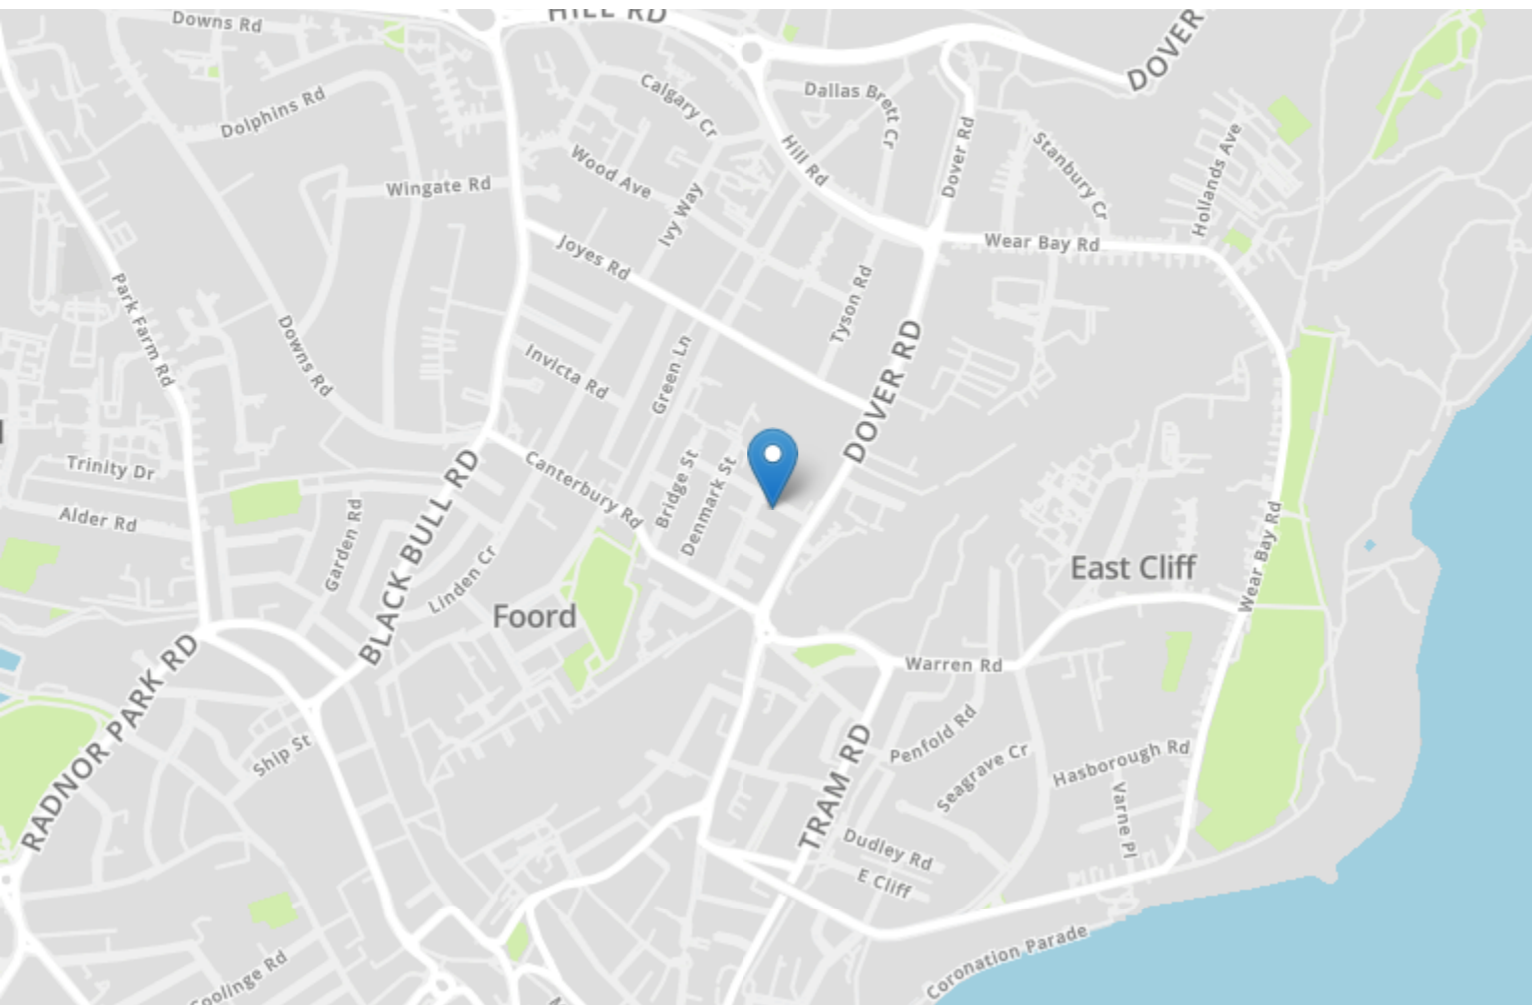 HILL RD
Downs Rd
DOVER
Calgary Cr
Dallas Brett Cr
Dolphins Rd
Hill Rd
Dover Rd
Stanbury Cr
Hollands Ave
Wood Ave
Wingate Rd
Ivy Way
Joyes Rd
Wear Bay Rd
Park Farm Rd
Tyson Rd
Downs Rd
Invicta Rd
Green Ln
DOVER RD
Trinity Dr
Canterbury Rd
Bridge St
Denmark St
Alder Rd
Garden Rd
BLACK BULL RD
Linden Cr
Wear Bay Rd
East Cliff
Foord
RADNOR PARK RD
Warren Rd
Ship St
Penfold Rd
Seagrave Cr
Hasborough Rd
TRAM RD
Varne Pl
Dudley Rd
E Cliff
Coronation Parade
Coolinge Rd